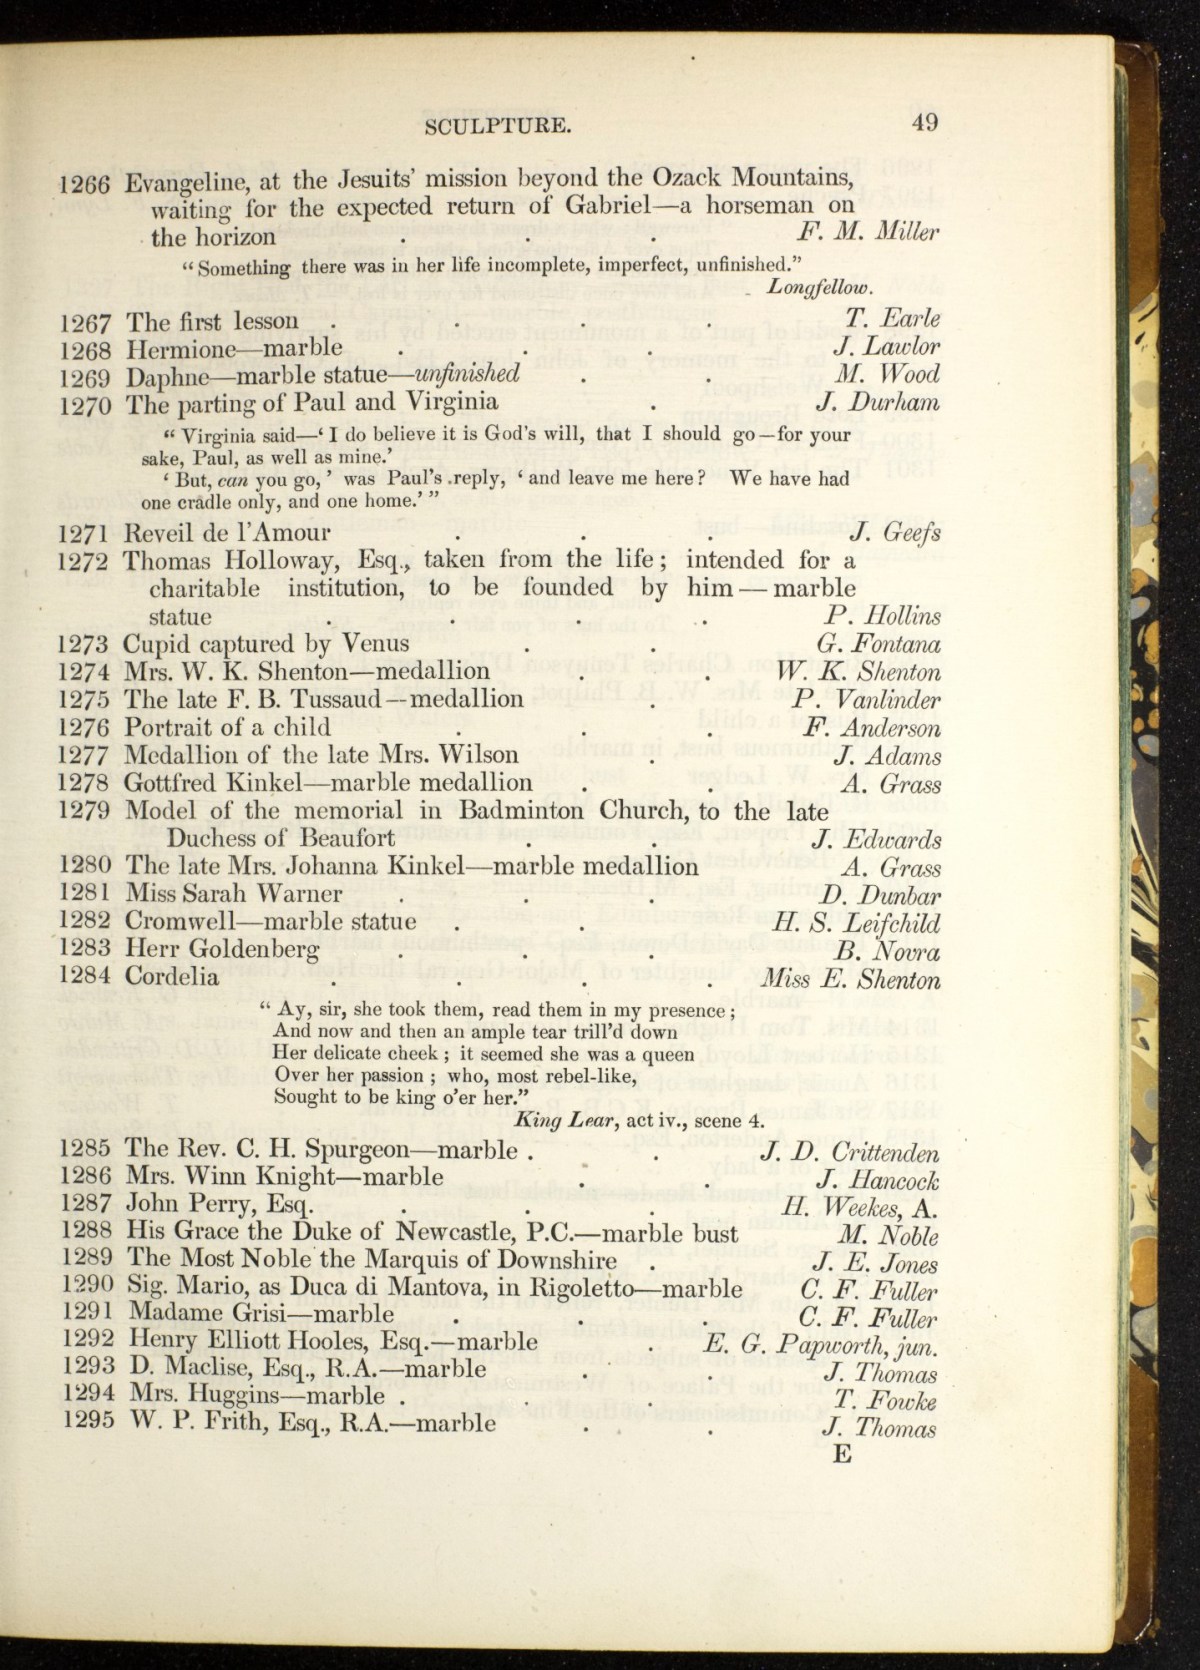 SCULPTURE. 49
1266 Evangeline, at the Jesuits' mission beyond the Ozack Mountains,
waiting for the expected return of Gabriel—a horseman on
the horizon . . . F. M. Miller
"Something there was in her life incomplete, imperfect, unfinished."
Longfellow.
1267 The first lesson . . . . T. Earle
1268 Hermione—marble . . . J. Lawlor
1269 Daphne—marble statue—unfinished . . M. Wood
1270 The parting of Paul and Virginia . J. Durham
"Virginia said—'I do believe it is God's will, that I should go—for your
sake, Paul, as well as mine.'
'But, can you go,' was Paul's reply, 'and leave me here? We have had
one cradle only, and one home.'"
1271 Reveil de l'Amour . . . J. Geefs
1272 Thomas Holloway, Esq., taken from the life; intended for a
charitable institution, to be founded by him—marble
statue . . . . P. Hollins
1273 Cupid captured by Venus . . G. Fontana
1274 Mrs. W. K. Shenton—medallion . . W. K. Shenton
1275 The late F. B. Tussaud—medallion . P. Vanlinder
1276 Portrait of a child . . . F. Anderson
1277 Medallion of the late Mrs. Wilson . J. Adams
1278 Gottfred Kinkel—marble medallion . . A. Grass
1279 Model of the memorial in Badminton Church, to the late
Duchess of Beaufort . . J. Edwards
1280 The late Mrs. Johanna Kinkel—marble medallion A. Grass
1281 Miss Sarah Warner . . . D. Dunbar
1282 Cromwell—marble statue . . H. S. Leifchild
1283 Herr Goldenberg . . . B. Novra
1284 Cordelia . . . . Miss E. Shenton
"Ay, sir, she took them, read them in my presence;
And now and then an ample tear trill'd down
Her delicate cheek; it seemed she was a queen
Over her passion; who, most rebel-like,
Sought to be king o'er her."
King Lear, act iv., scene 4.
1285 The Rev. C. H. Spurgeon—marble . . J. D. Crittenden
1286 Mrs. Winn Knight—marble . . J. Hancock
1287 John Perry, Esq. . . . H. Weekes, A.
1288 His Grace the Duke of Newcastle, P.C.—marble bust M. Noble
1289 The Most Noble the Marquis of Downshire . J. E. Jones
1290 Sig. Mario, as Duca di Mantova, in Rigoletto—marble C. F. Fuller
1291 Madame Grisi—marble . . . C. F. Fuller
1292 Henry Elliott Hooles, Esq.—marble . E. G. Papworth, jun.
1293 D. Maclise, Esq., R.A.—marble . . J. Thomas
1294 Mrs. Huggins—marble . . . T. Fowke
1295 W. P. Frith, Esq., R.A.—marble . . J. Thomas
E